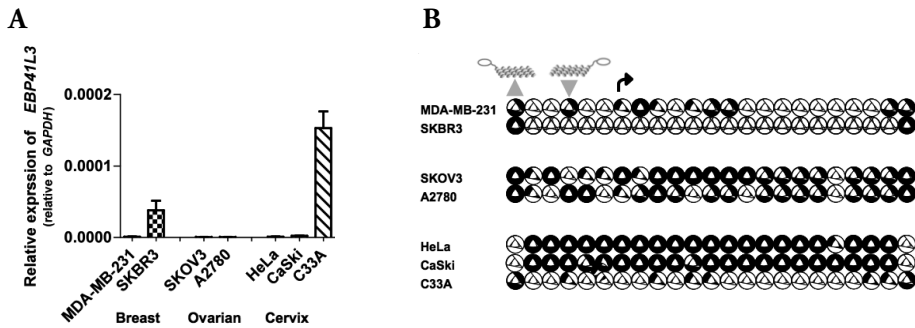 A
Relative exprssion of EBP41L3
(relative to GAPDH)
0.0002
0.0001
0.0000
MDA-MB-231
SKBR3
SKOV3
A2780
HeLa
CaSki
C33A
Breast
Ovarian
Cervix
B
MDA-MB-231
SKBR3
SKOV3
A2780
HeLa
CaSki
C33A